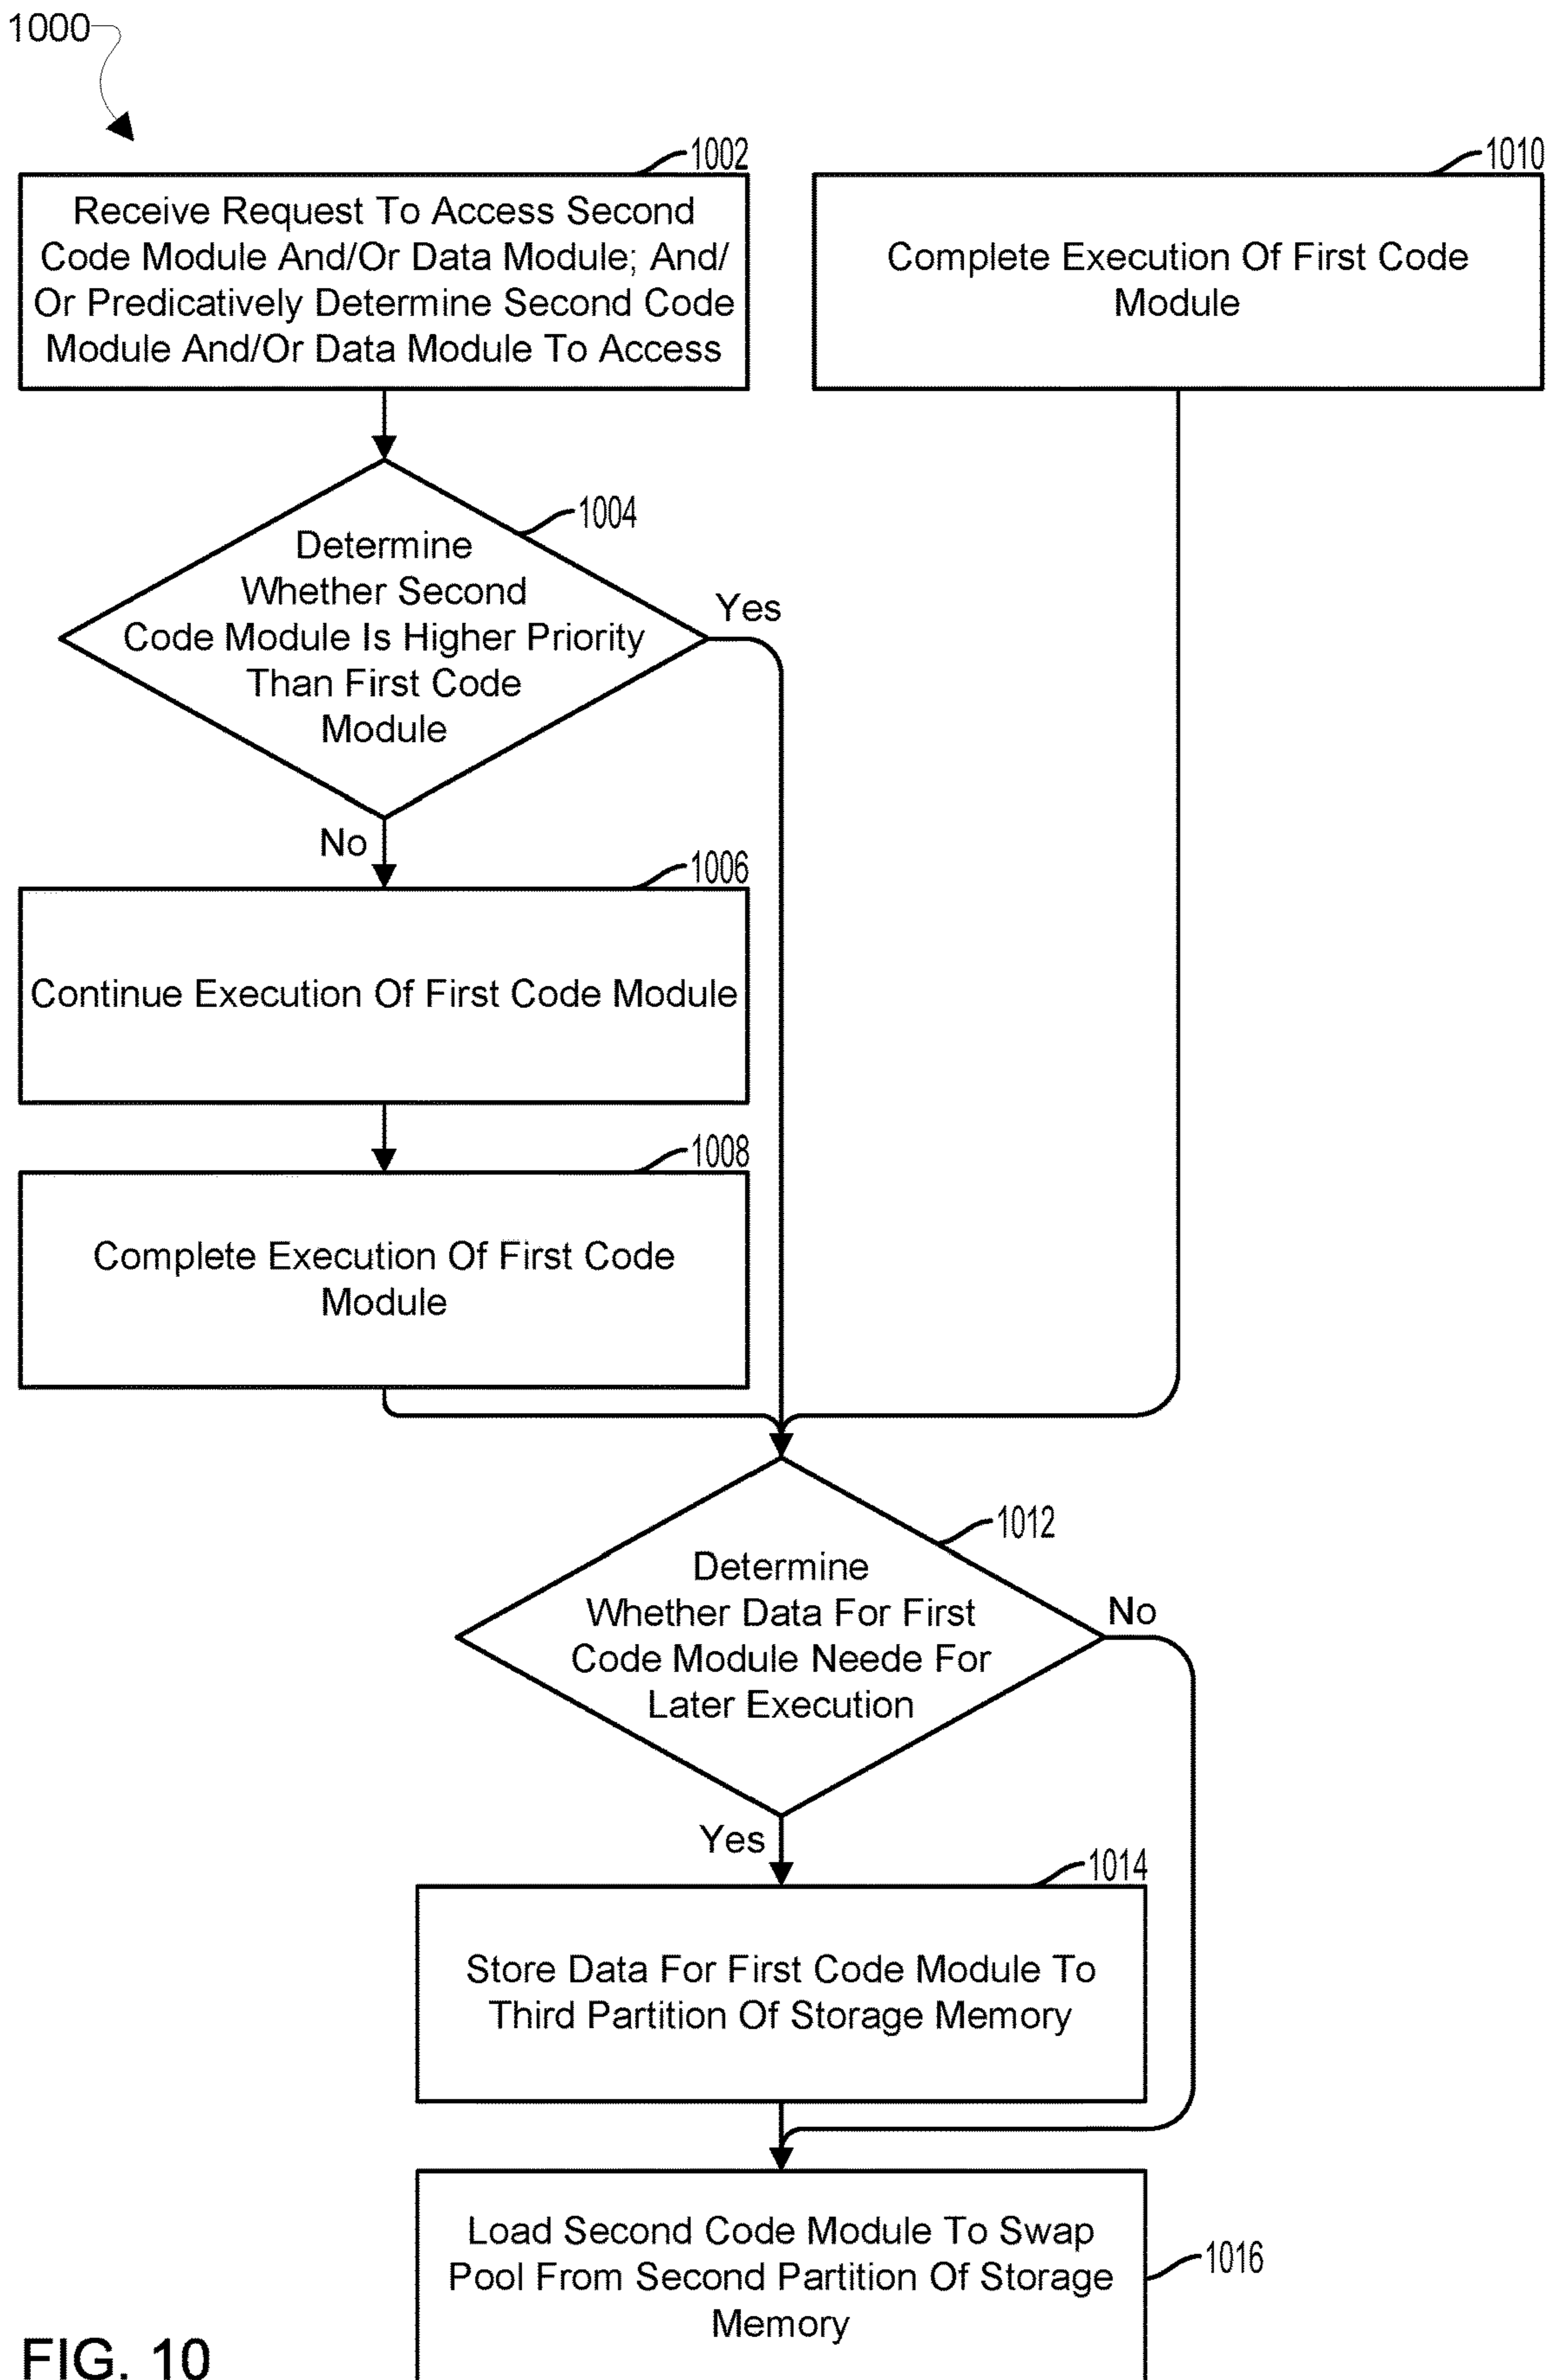 1000
1002
Receive Request To Access Second
Code Module And/Or Data Module; And/
Or Predicatively Determine Second Code
Module And/Or Data Module To Access
1010
Complete Execution Of First Code
Module
1004
Determine
Whether Second
Code Module Is Higher Priority
Than First Code
Module
Yes
No
1006
Continue Execution Of First Code Module
1008
Complete Execution Of First Code
Module
1012
Determine
Whether Data For First
Code Module Neede For
Later Execution
No
Yes
1014
Store Data For First Code Module To
Third Partition Of Storage Memory
Load Second Code Module To Swap
Pool From Second Partition Of Storage
Memory
1016
FIG. 10